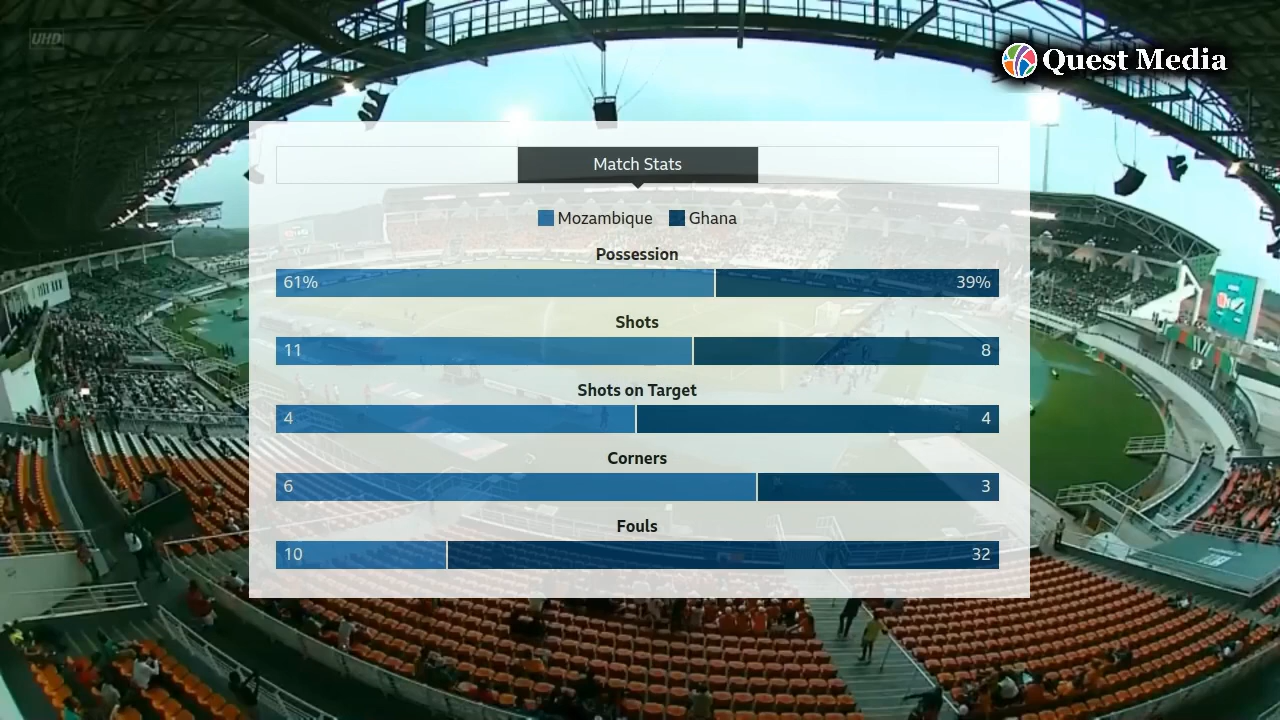 UHD
Quest Media
Match Stats
Mozambique Ghana
Possession
61% 39%
Shots
11 8
Shots on Target
4 4
Corners
6 3
Fouls
10 32